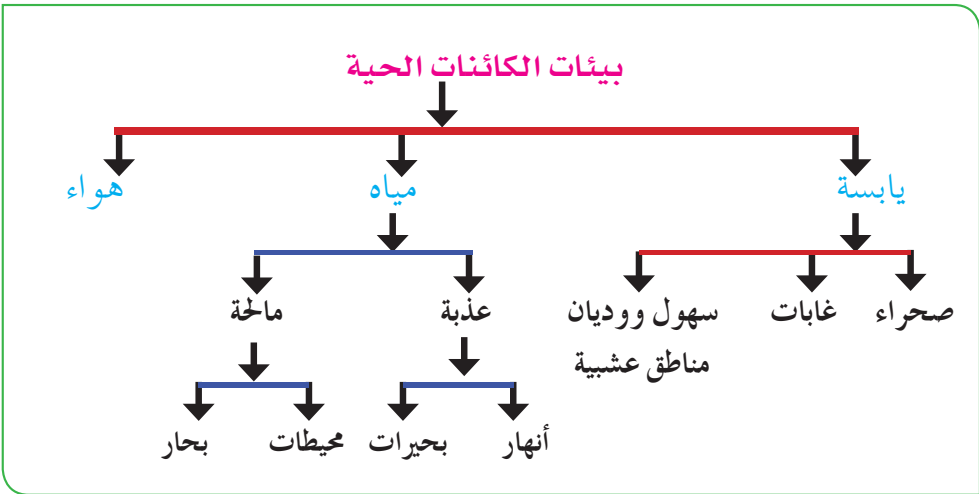 بيئات الكائنات الحية
يابسة
مياه
هواء
صحراء
غابات
سهول ووديان
مناطق عشبية
عذبة
مالحة
أنهار
بحيرات
محيطات
بحار